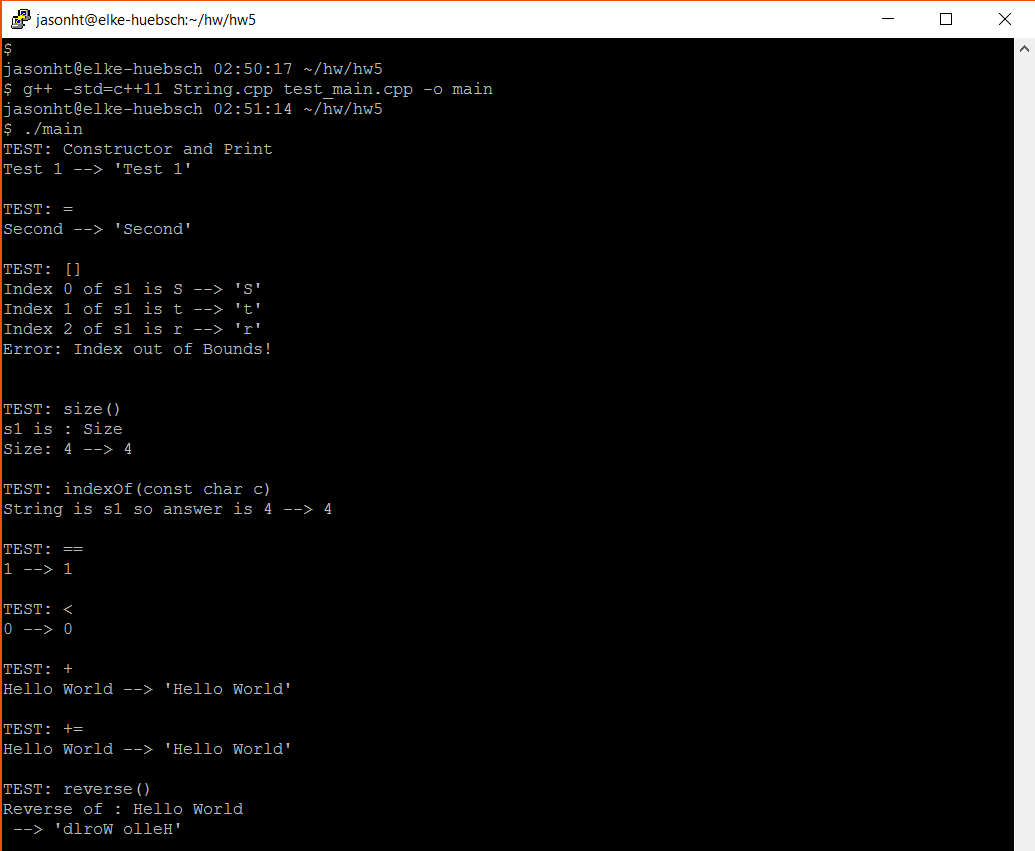 jasonht@elke-huebsch:~/hw/hw5
$
jasonht@elke-huebsch 02:50:17 ~/hw/hw5
$ g++ -std=c++11 String.cpp test_main.cpp -o main
jasonht@elke-huebsch 02:51:14 ~/hw/hw5
$ ./main
TEST: Constructor and Print
Test 1 --> 'Test 1'
TEST: =
Second --> 'Second'
TEST: []
Index 0 of s1 is S --> 'S'
Index 1 of s1 is t --> 't'
Index 2 of s1 is r --> 'r'
Error: Index out of Bounds!
TEST: size()
s1 is : Size
Size: 4 --> 4
TEST: indexOf(const char c)
String is s1 so answer is 4 --> 4
TEST: ==
1 --> 1
TEST: <
0 --> 0
TEST: +
Hello World --> 'Hello World'
TEST: +=
Hello World --> 'Hello World'
TEST: reverse()
Reverse of : Hello World
 --> 'dlroW olleH'